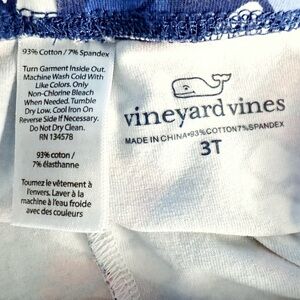 93% Cotton / 7% Spandex
Turn Garment Inside Out.
Machine Wash Cold With
Like Colors. Only
Non-Chlorine Bleach
When Needed. Tumble
Dry Low. Cool Iron On
Reverse Side If Necessary.
Do Not Dry Clean.
RN 134578
93% coton /
7% élasthanne
Tournez le vêtement à
l'envers. Laver à la
machine à l'eau froide
avec des couleurs
vineyard vines
MADE IN CHINA•93%COTTON7%SPANDEX
3T